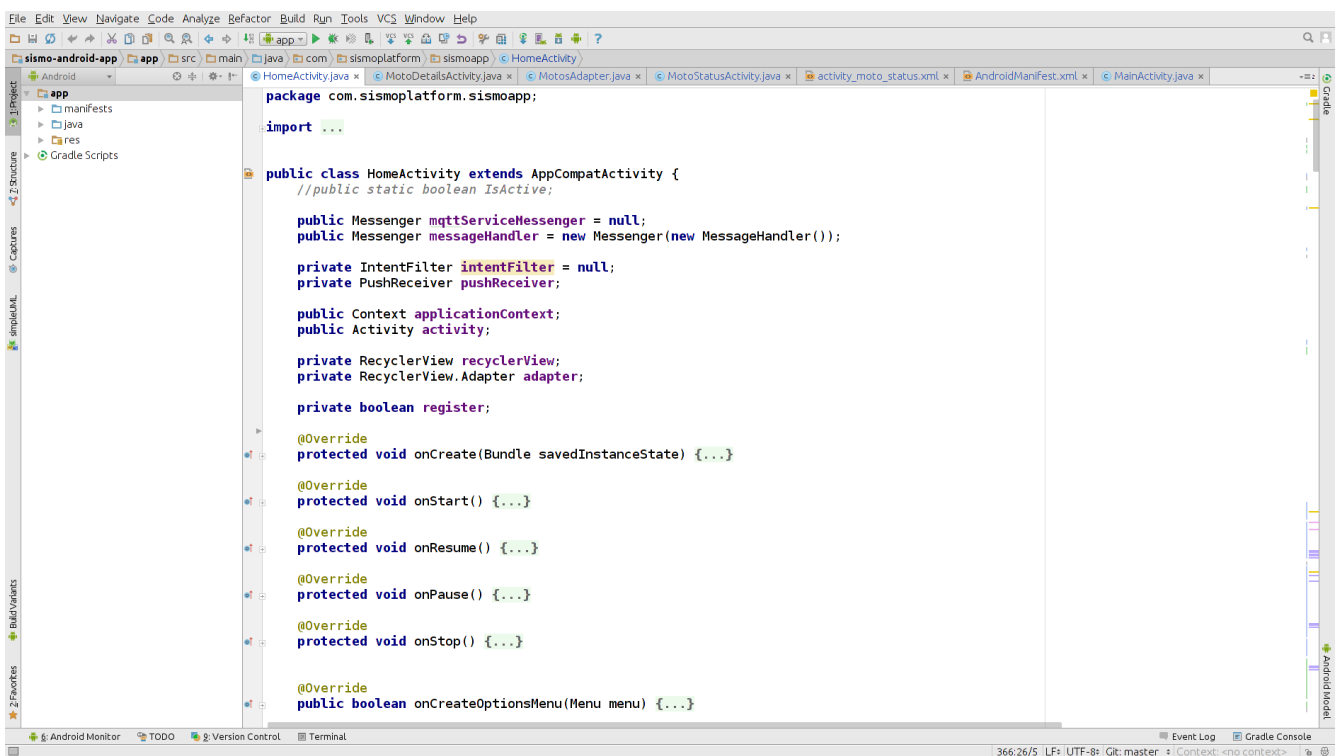 File Edit View Navigate Code Analyze Refactor Build Run Tools VCS Window Help
app
sismo-android-app app src main java com sismoplatform sismoapp HomeActivity
Android
HomeActivity.java × MotoDetailsActivity.java × MotosAdapter.java × MotoStatusActivity.java × activity_moto_status.xml × AndroidManifest.xml × MainActivity.java ×
app
manifests
java
res
Gradle Scripts
1: Project
7: Structure
Captures
simpleUML
Build Variants
2: Favorites
package com.sismoplatform.sismoapp;
import ...
public class HomeActivity extends AppCompatActivity {
//public static boolean IsActive;
public Messenger mqttServiceMessenger = null;
public Messenger messageHandler = new Messenger(new MessageHandler());
private IntentFilter intentFilter = null;
private PushReceiver pushReceiver;
public Context applicationContext;
public Activity activity;
private RecyclerView recyclerView;
private RecyclerView.Adapter adapter;
private boolean register;
@Override
protected void onCreate(Bundle savedInstanceState) {...}
@Override
protected void onStart() {...}
@Override
protected void onResume() {...}
@Override
protected void onPause() {...}
@Override
protected void onStop() {...}
@Override
public boolean onCreateOptionsMenu(Menu menu) {...}
Gradle
Android Model
6: Android Monitor TODO 9: Version Control Terminal Event Log Gradle Console
366:26/5 LF÷ UTF-8÷ Git: master ÷ Context: <no context>